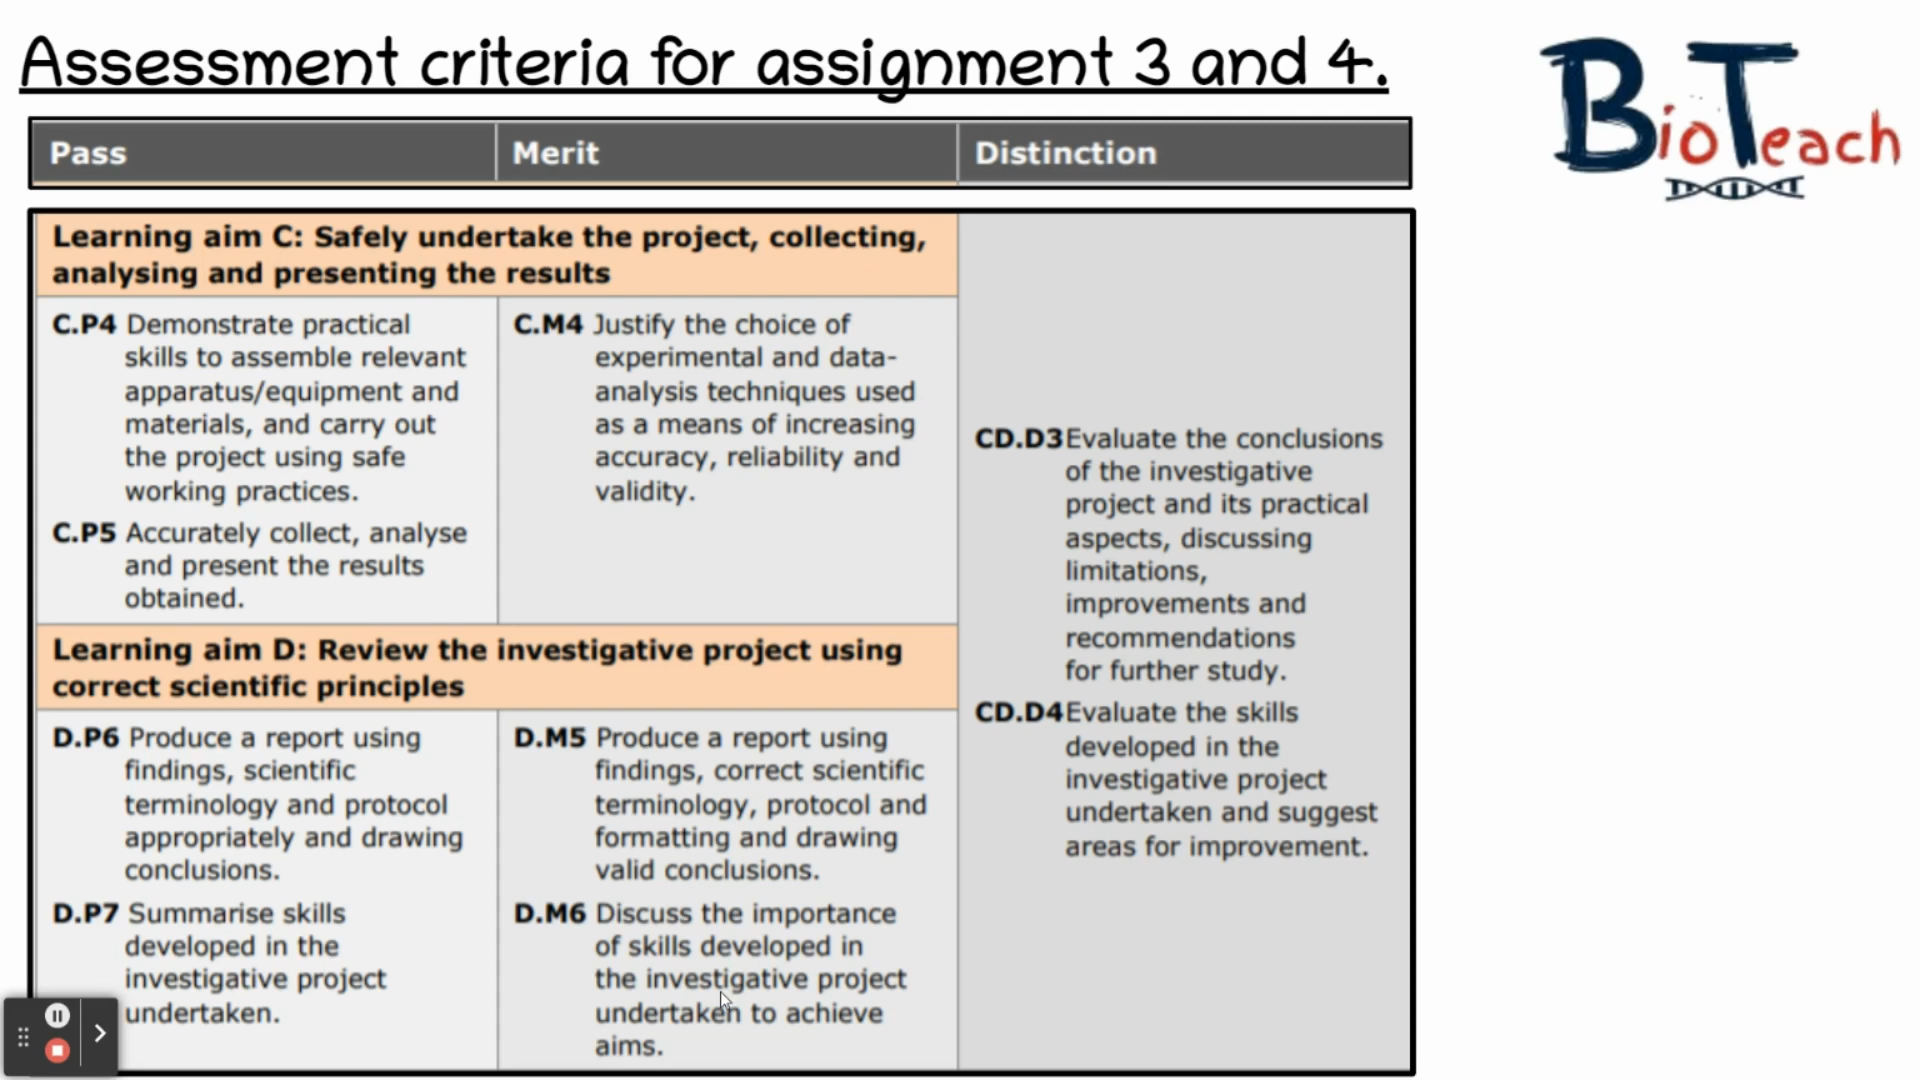 Assessment criteria for assignment 3 and 4.
BioTeach
Pass
Merit
Distinction
Learning aim C: Safely undertake the project, collecting,
analysing and presenting the results
C.P4 Demonstrate practical
skills to assemble relevant
apparatus/equipment and
materials, and carry out
the project using safe
working practices.
C.P5 Accurately collect, analyse
and present the results
obtained.
C.M4 Justify the choice of
experimental and data-
analysis techniques used
as a means of increasing
accuracy, reliability and
validity.
Learning aim D: Review the investigative project using
correct scientific principles
D.P6 Produce a report using
findings, scientific
terminology and protocol
appropriately and drawing
conclusions.
D.P7 Summarise skills
developed in the
investigative project
undertaken.
D.M5 Produce a report using
findings, correct scientific
terminology, protocol and
formatting and drawing
valid conclusions.
D.M6 Discuss the importance
of skills developed in
the investigative project
undertaken to achieve
aims.
CD.D3 Evaluate the conclusions
of the investigative
project and its practical
aspects, discussing
limitations,
improvements and
recommendations
for further study.
CD.D4 Evaluate the skills
developed in the
investigative project
undertaken and suggest
areas for improvement.